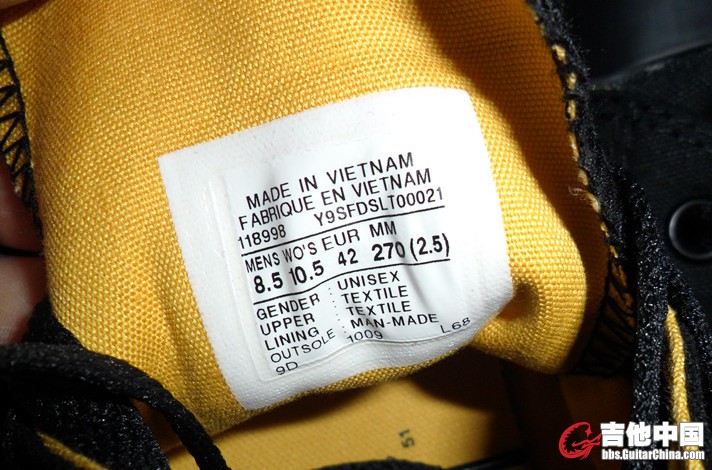 MADE IN VIETNAM
FABRIQUE EN VIETNAM
118998 Y9SFDSLT00021
MENS WO'S EUR MM
8.5 10.5 42 270 (2.5)
GENDER : UNISEX
UPPER : TEXTILE
LINING : TEXTILE
OUTSOLE : MAN-MADE
9D 1009 L68
51
吉他中国
bbs.GuitarChina.com